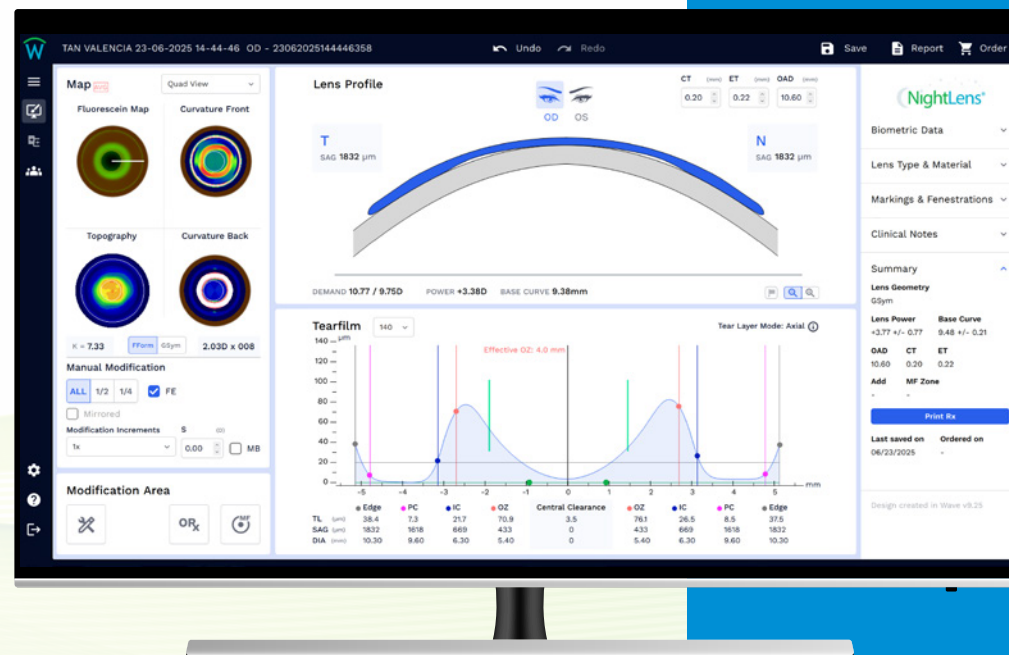 W TAN VALENCIA 23-06-2025 14-44-46 OD - 23062025144446358 Undo Redo Save Report Order
Map Quad View
Fluorescein Map Curvature Front
Topography Curvature Back
K = 7.33 FForm GSym 2.03D x 008
Manual Modification
ALL 1/2 1/4 FE
Mirrored
Modification Increments S
1x 0.00 MB
Modification Area
ORx MF
Lens Profile
OD OS
CT (mm) ET (mm) OAD (mm)
0.20 0.22 10.60
T
SAG 1832 µm
N
SAG 1832 µm
DEMAND 10.77 / 9.75D POWER +3.38D BASE CURVE 9.38mm
Tearfilm 140 Tear Layer Mode: Axial
Effective OZ: 4.0 mm
µm
140
120
100
80
60
40
20
0
-5 -4 -3 -2 -1 0 1 2 3 4 5 mm
Edge PC IC OZ Central Clearance OZ IC PC Edge
TL (µm) 38.4 7.3 21.7 70.9 3.5 76.1 26.5 8.5 37.5
SAG (µm) 1832 1618 669 433 0 433 669 1618 1832
DIA (mm) 10.30 9.60 6.30 5.40 0 5.40 6.30 9.60 10.30
NightLens®
Biometric Data
Lens Type & Material
Markings & Fenestrations
Clinical Notes
Summary
Lens Geometry
GSym
Lens Power Base Curve
+3.77 +/- 0.77 9.48 +/- 0.21
OAD CT ET
10.60 0.20 0.22
Add MF Zone
- -
Print Rx
Last saved on Ordered on
06/23/2025 -
Design created in Wave v9.25